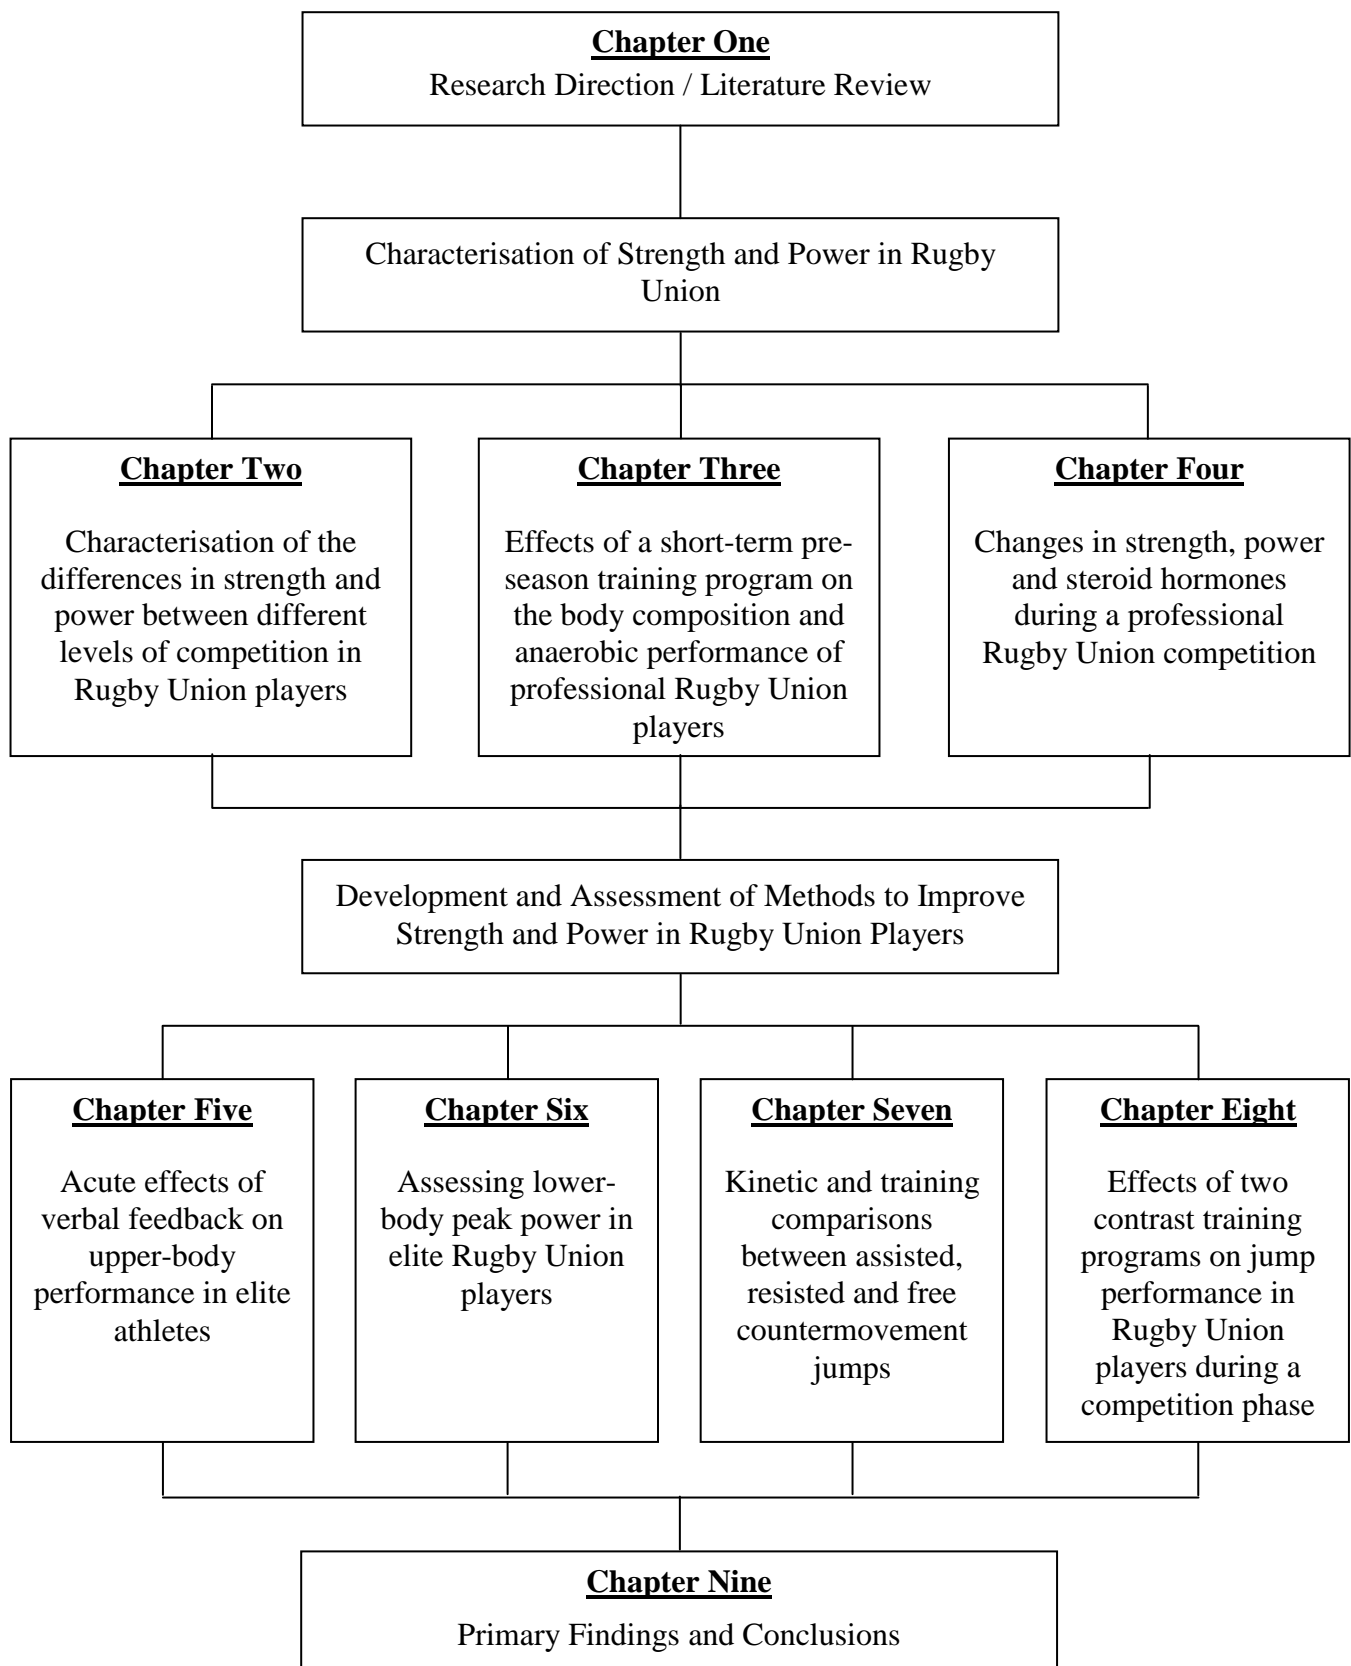 Chapter One
Research Direction / Literature Review
Characterisation of Strength and Power in Rugby
Union
Chapter Two
Characterisation of the
differences in strength and
power between different
levels of competition in
Rugby Union players
Chapter Three
Effects of a short-term pre-
season training program on
the body composition and
anaerobic performance of
professional Rugby Union
players
Chapter Four
Changes in strength, power
and steroid hormones
during a professional
Rugby Union competition
Development and Assessment of Methods to Improve
Strength and Power in Rugby Union Players
Chapter Five
Acute effects of
verbal feedback on
upper-body
performance in elite
athletes
Chapter Six
Assessing lower-
body peak power in
elite Rugby Union
players
Chapter Seven
Kinetic and training
comparisons
between assisted,
resisted and free
countermovement
jumps
Chapter Eight
Effects of two
contrast training
programs on jump
performance in
Rugby Union
players during a
competition phase
Chapter Nine
Primary Findings and Conclusions